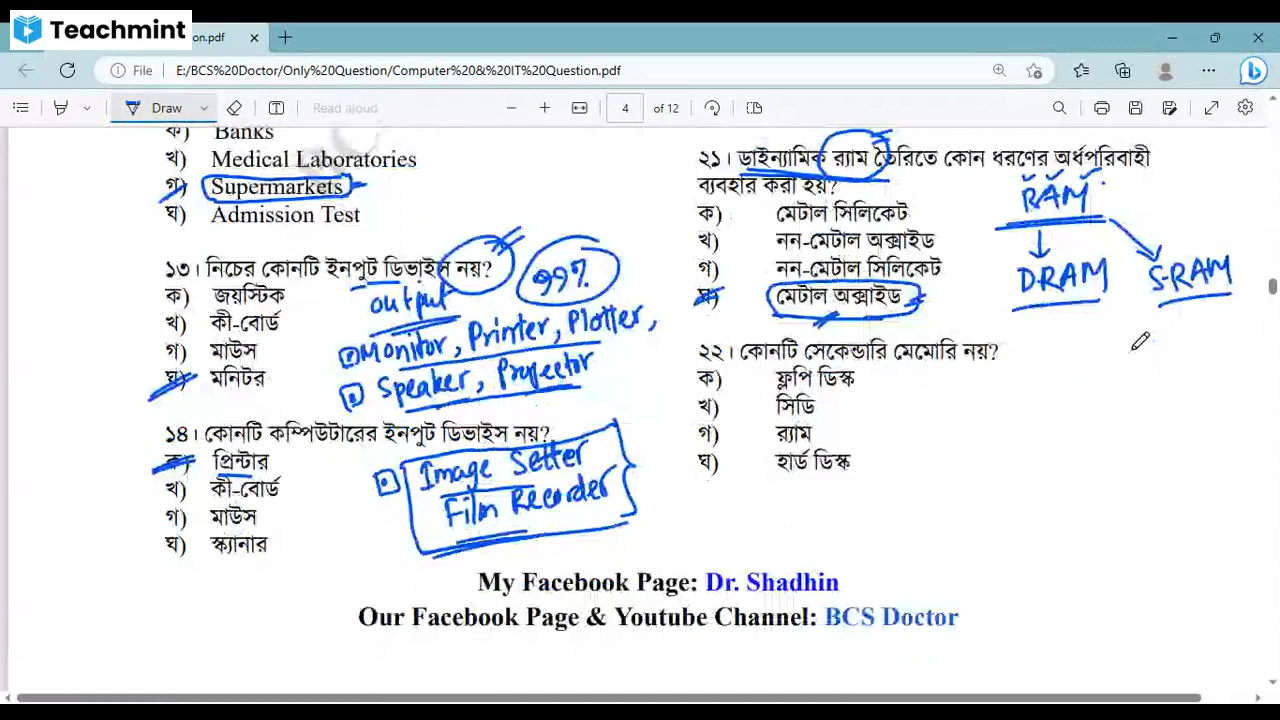 Teachmint
on.pdf
File
E:/BCS%20Doctor/Only%20Question/Computer%20&%20IT%20Question.pdf
Draw
Read aloud
4 of 12
ক) Banks
খ) Medical Laboratories
গ) Supermarkets
ঘ) Admission Test
১৩। নিচের কোনটি ইনপুট ডিভাইস নয়?
ক) জয়স্টিক
খ) কী-বোর্ড
গ) মাউস
ঘ) মনিটর
99%
output
Monitor, Printer, Plotter,
Speaker, Projector
১৪। কোনটি কম্পিউটারের ইনপুট ডিভাইস নয়?
ক) প্রিন্টার
খ) কী-বোর্ড
গ) মাউস
ঘ) স্ক্যানার
Image Setter
Film Recorder
২১। ডাইন্যামিক র‍্যাম তৈরিতে কোন ধরণের অর্ধপরিবাহী
ব্যবহার করা হয়?
ক) মেটাল সিলিকেট
খ) নন-মেটাল অক্সাইড
গ) নন-মেটাল সিলিকেট
ঘ) মেটাল অক্সাইড
RAM
D-RAM S-RAM
২২। কোনটি সেকেন্ডারি মেমোরি নয়?
ক) ফ্লপি ডিস্ক
খ) সিডি
গ) র‍্যাম
ঘ) হার্ড ডিস্ক
My Facebook Page: Dr. Shadhin
Our Facebook Page & Youtube Channel: BCS Doctor